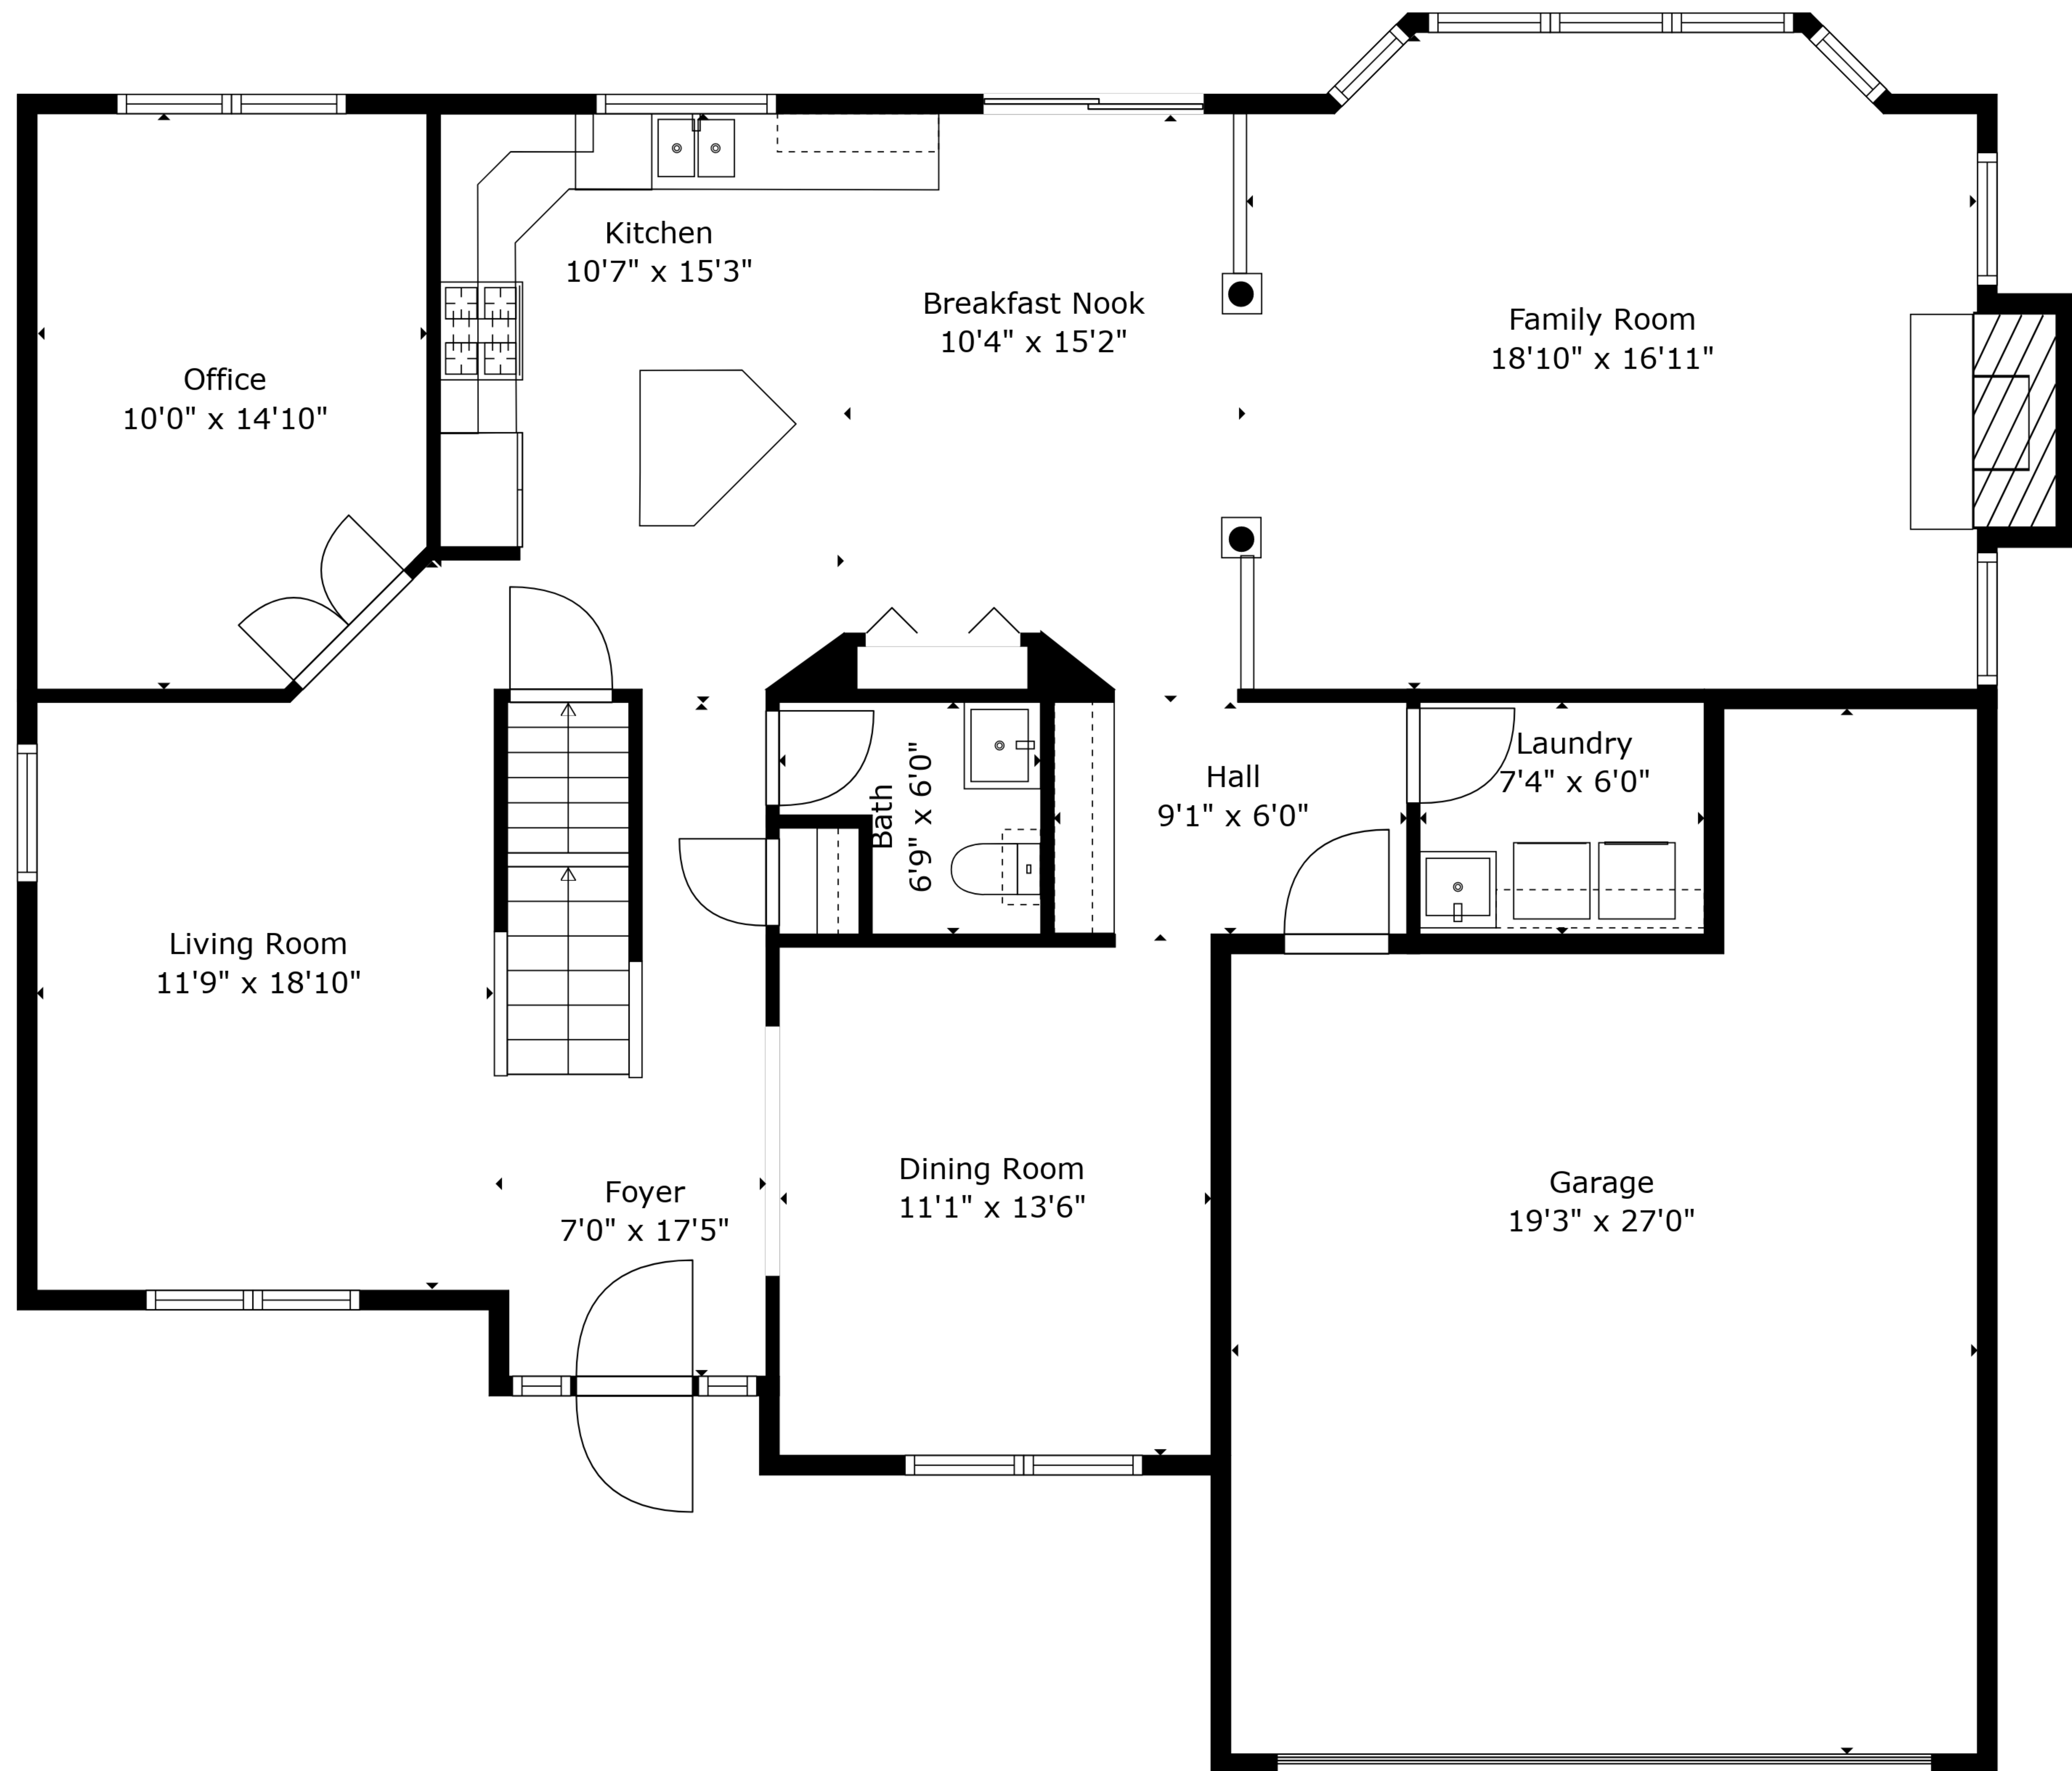 Kitchen
10'7" x 15'3"
Breakfast Nook
10'4" x 15'2"
Family Room
18'10" x 16'11"
Office
10'0" x 14'10"
Laundry
7'4" x 6'0"
Hall
9'1" x 6'0"
Bath
6'9" x 6'0"
Living Room
11'9" x 18'10"
Dining Room
11'1" x 13'6"
Foyer
7'0" x 17'5"
Garage
19'3" x 27'0"